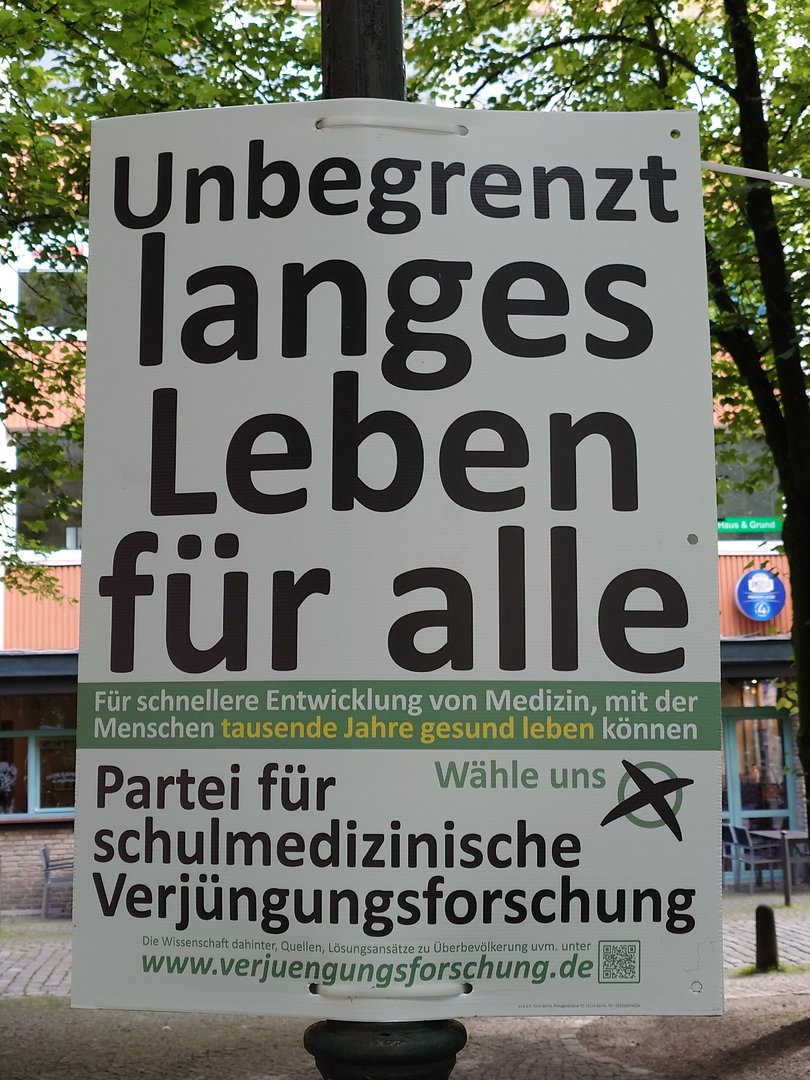 Unbegrenzt
langes
Leben
für alle
Für schnellere Entwicklung von Medizin, mit der
Menschen tausende Jahre gesund leben können
Wähle uns
Partei für
schulmedizinische
Verjüngungsforschung
Die Wissenschaft dahinter, Quellen, Lösungsansätze zu Überbevölkerung uvm. unter
www.verjuengungsforschung.de
Haus & Grund